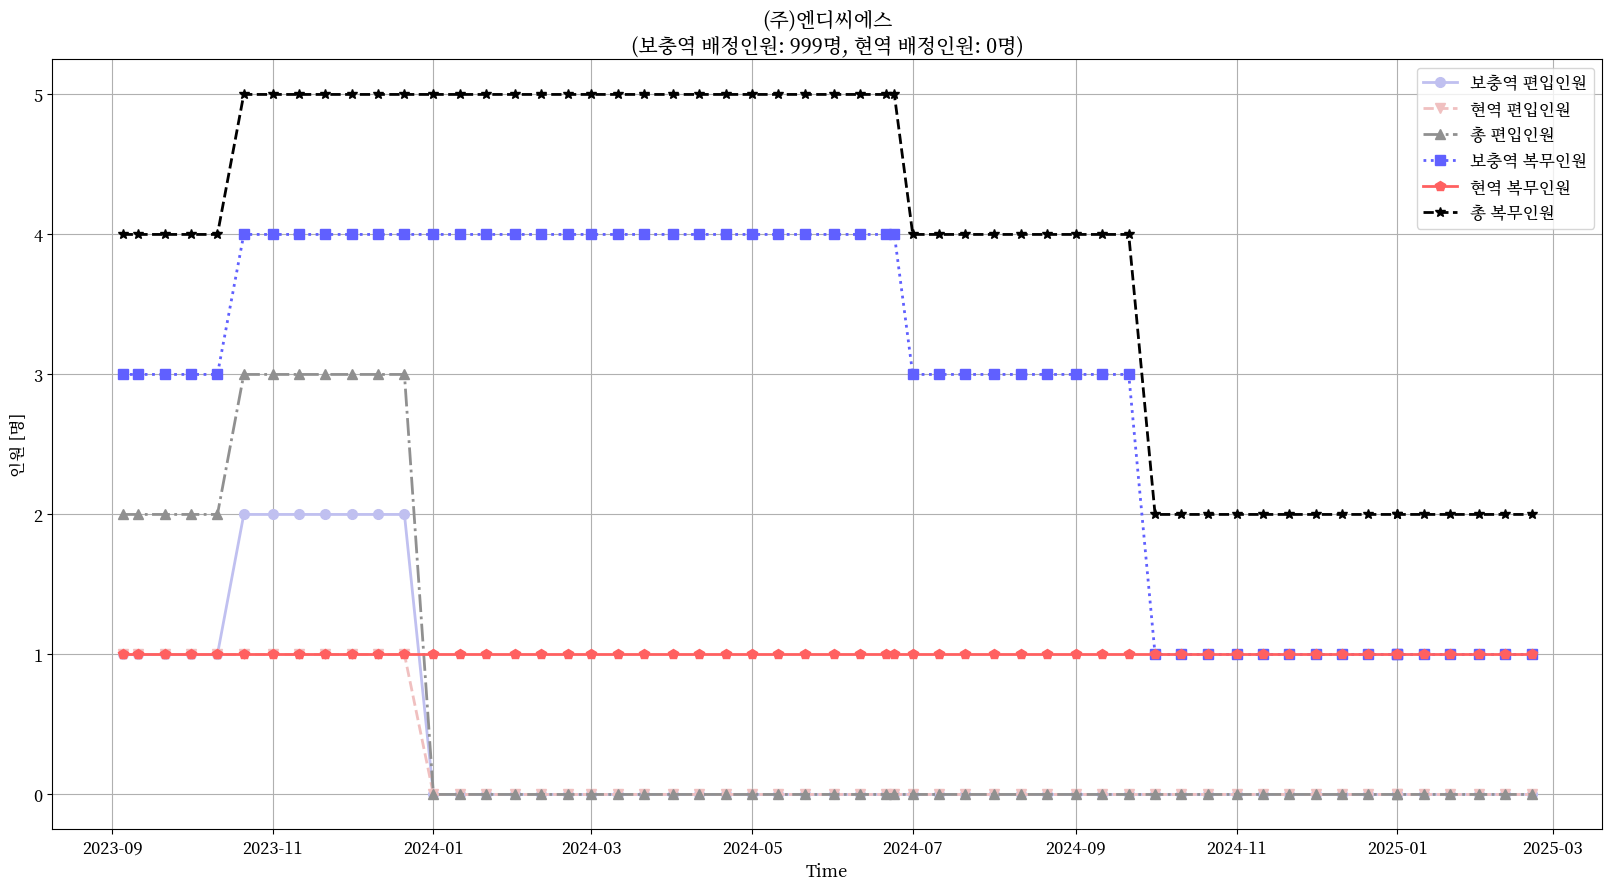 (주)엔디씨에스
(보충역 배정인원: 999명, 현역 배정인원: 0명)
보충역 편입인원
현역 편입인원
총 편입인원
보충역 복무인원
현역 복무인원
총 복무인원
인원 [명]
5
4
3
2
1
0
2023-09 2023-11 2024-01 2024-03 2024-05 2024-07 2024-09 2024-11 2025-01 2025-03
Time